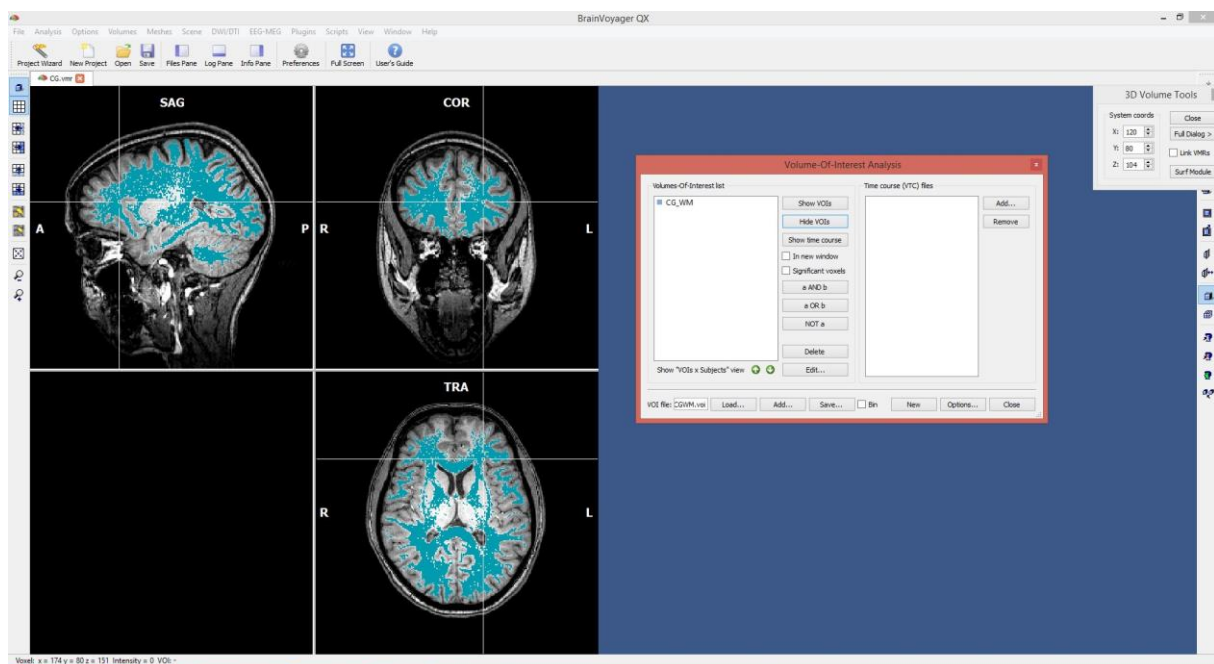 BrainVoyager QX
File Analysis Options Volumes Meshes Scene DWI/DTI EEG-MEG Plugins Scripts View Window Help
Project Wizard New Project Open Save Files Pane Log Pane Info Pane Preferences Full Screen User's Guide
CG.vmr
SAG
A
P
COR
R
L
TRA
R
L
3D Volume Tools
System coords
X: 120
Y: 80
Z: 104
Close
Full Dialog >
Link VMRs
Surf Module
Volume-Of-Interest Analysis
Volumes-Of-Interest list
CG_WM
Show VOIs
Hide VOIs
Show time course
In new window
Significant voxels
a AND b
a OR b
NOT a
Delete
Show "VOIs x Subjects" view
Edit...
Time course (VTC) files
Add...
Remove
VOI file: CGWM.voi Load... Add... Save... Bin New Options... Close
Voxel: x = 174 y = 80 z = 151 Intensity = 0 VOI: -